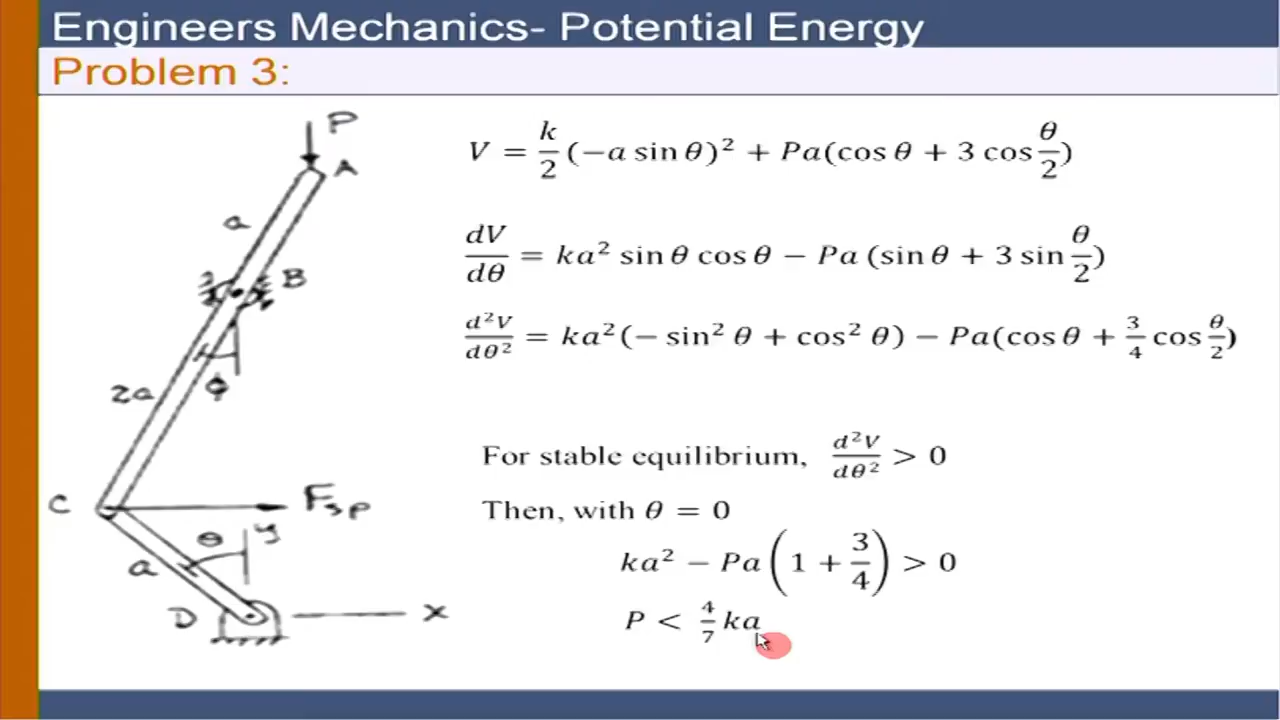 Engineers Mechanics- Potential Energy
Problem 3:
P
A
a
B
2a
ϕ
C
F_SP
θ
y
a
D
x
V = k/2 (−a sin θ)² + Pa(cos θ + 3 cos θ/2)
dV/dθ = ka² sin θ cos θ − Pa (sin θ + 3 sin θ/2)
d²V/dθ² = ka²(− sin² θ + cos² θ) − Pa(cos θ + 3/4 cos θ/2)
For stable equilibrium, d²V/dθ² > 0
Then, with θ = 0
ka² − Pa (1 + 3/4) > 0
P < 4/7 ka